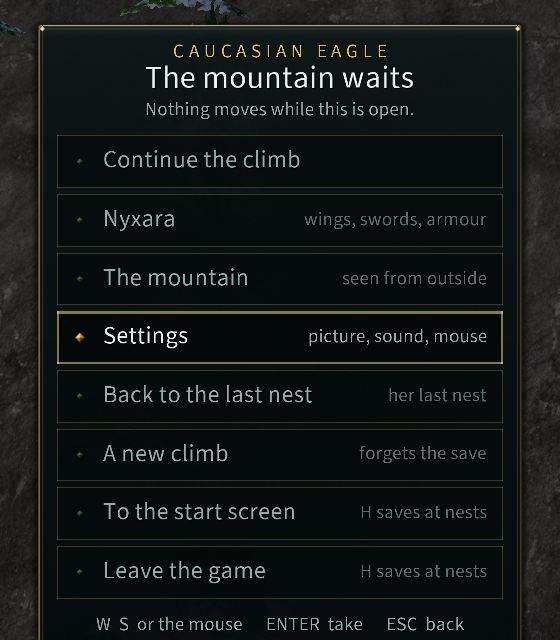 CAUCASIAN EAGLE
The mountain waits
Nothing moves while this is open.
Continue the climb
Nyxara wings, swords, armour
The mountain seen from outside
Settings picture, sound, mouse
Back to the last nest her last nest
A new climb forgets the save
To the start screen H saves at nests
Leave the game H saves at nests
W S or the mouse ENTER take ESC back